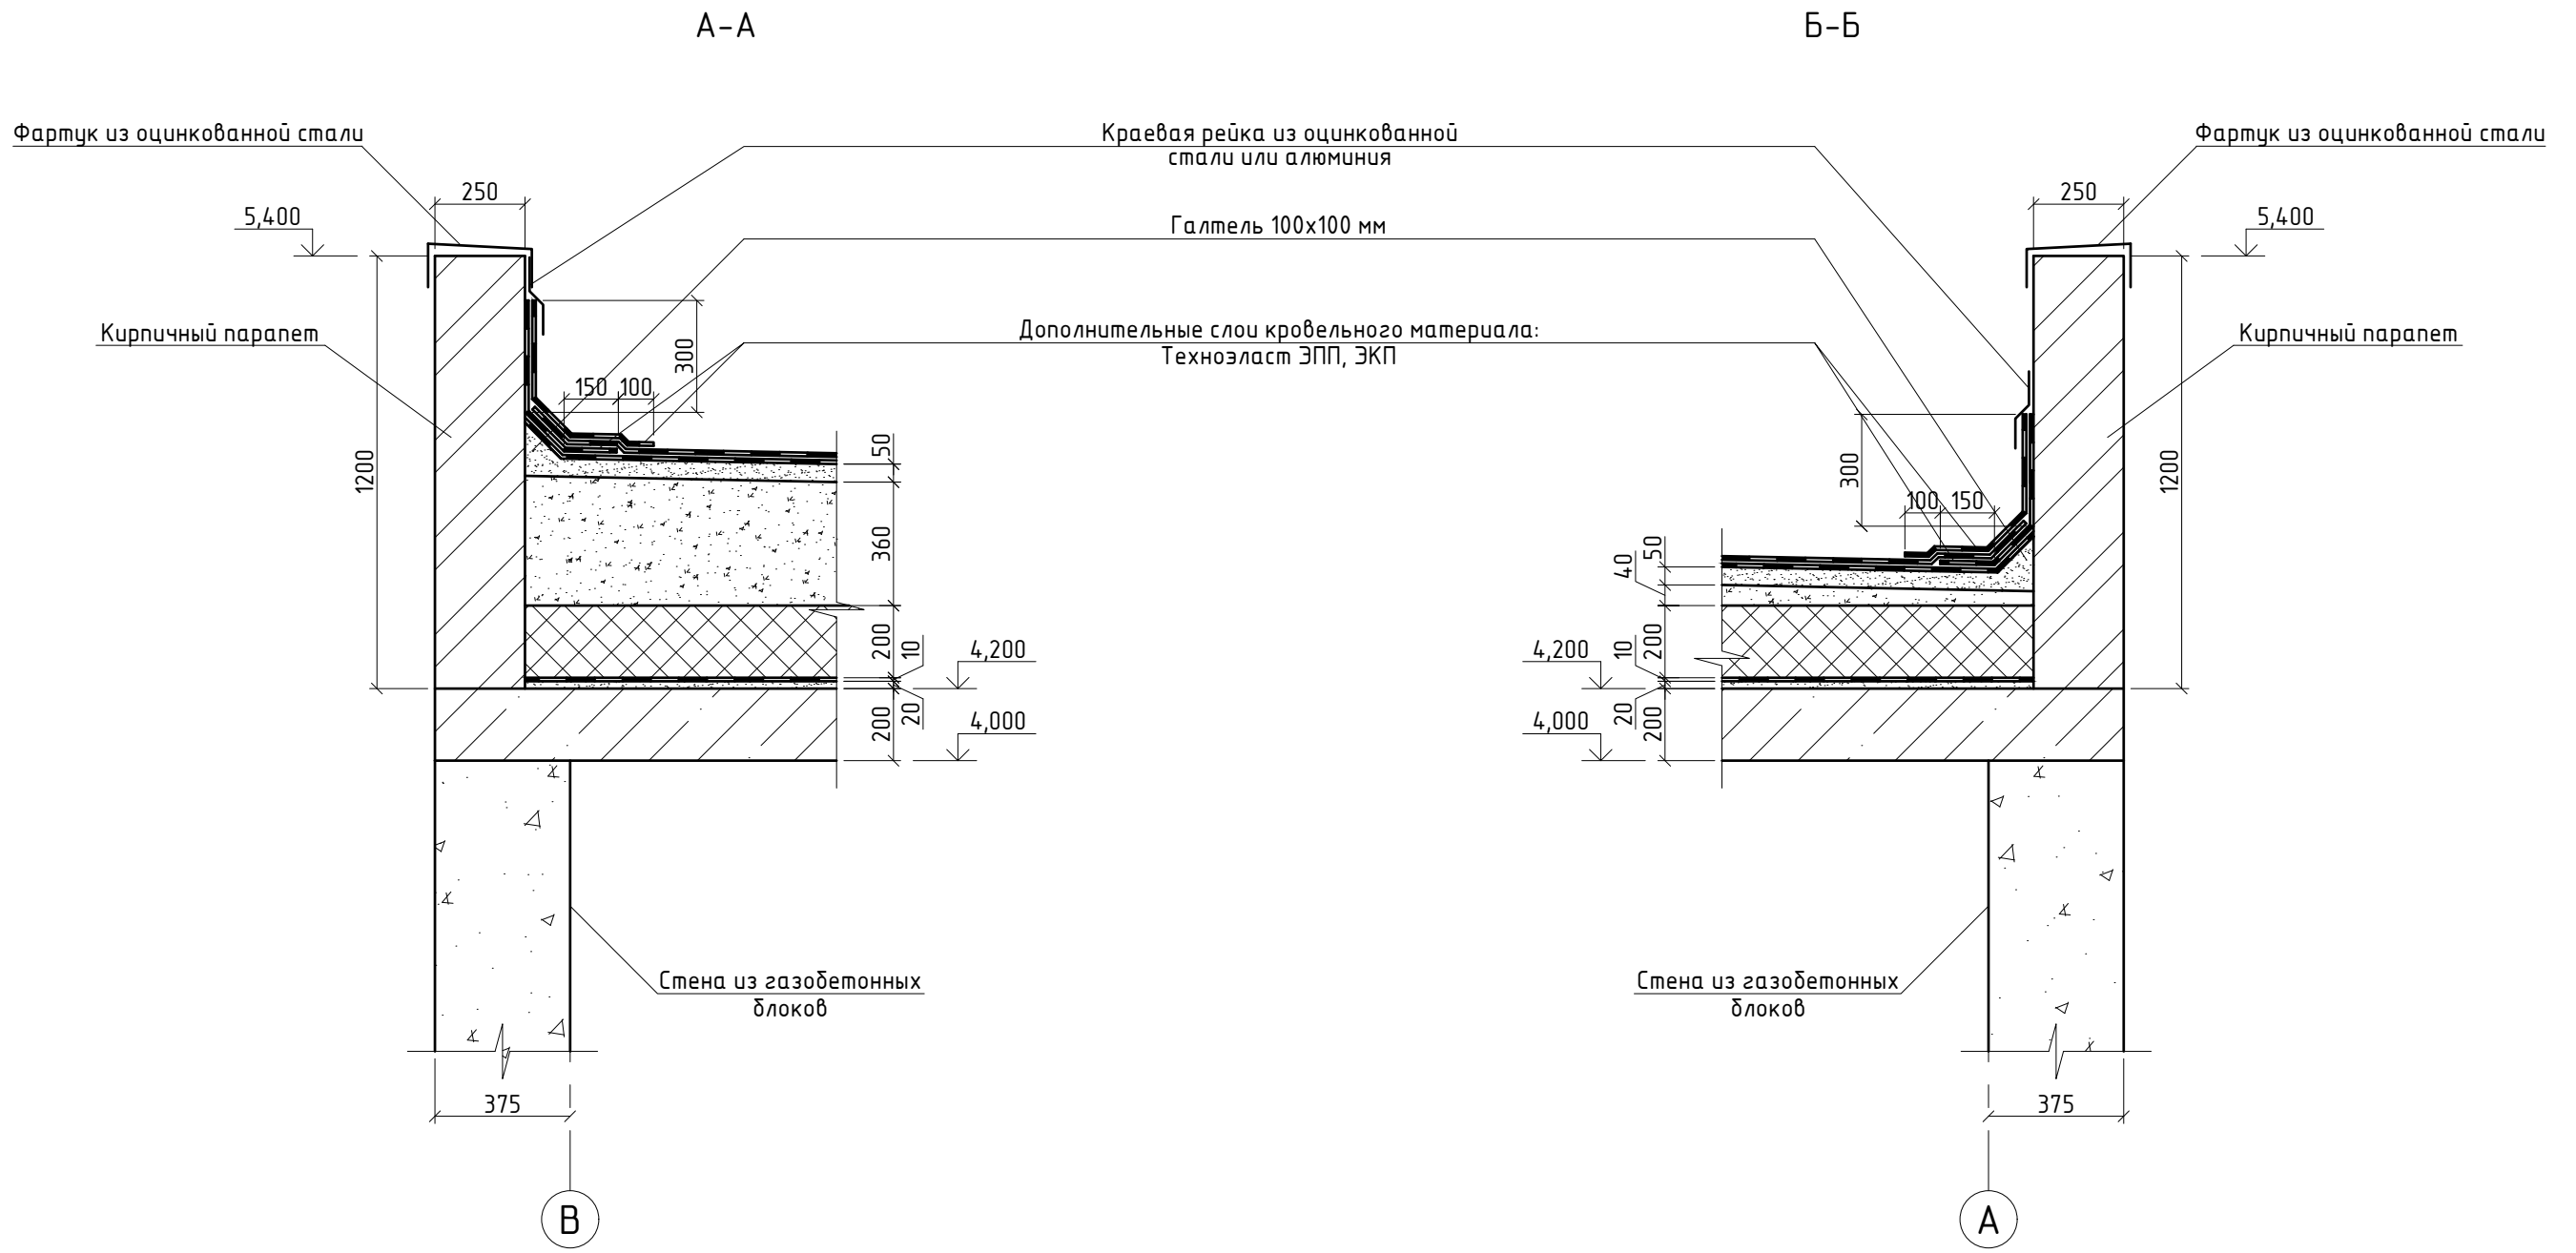 А-А
Б-Б
Фартук из оцинкованной стали
Краевая рейка из оцинкованной
стали или алюминия
Фартук из оцинкованной стали
250
250
5,400
Галтель 100х100 мм
5,400
Кирпичный парапет
Дополнительные слои кровельного материала:
Техноэласт ЭПП, ЭКП
Кирпичный парапет
300
150
100
1200
50
360
200
10
20
200
4,200
4,000
300
100
150
1200
50
40
200
10
20
200
4,200
4,000
Стена из газобетонных
блоков
Стена из газобетонных
блоков
375
375
В
А